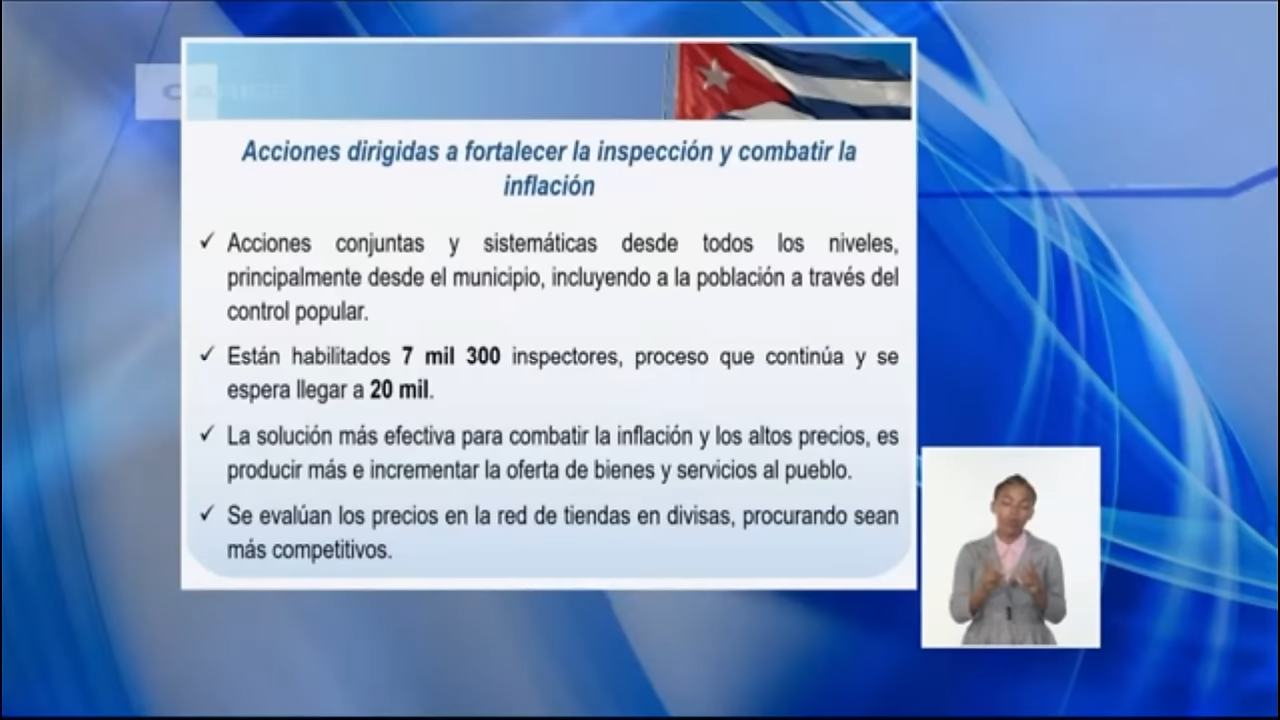 Acciones dirigidas a fortalecer la inspección y combatir la
inflación
✓ Acciones conjuntas y sistemáticas desde todos los niveles,
principalmente desde el municipio, incluyendo a la población a través del
control popular.
✓ Están habilitados 7 mil 300 inspectores, proceso que continúa y se
espera llegar a 20 mil.
✓ La solución más efectiva para combatir la inflación y los altos precios, es
producir más e incrementar la oferta de bienes y servicios al pueblo.
✓ Se evalúan los precios en la red de tiendas en divisas, procurando sean
más competitivos.